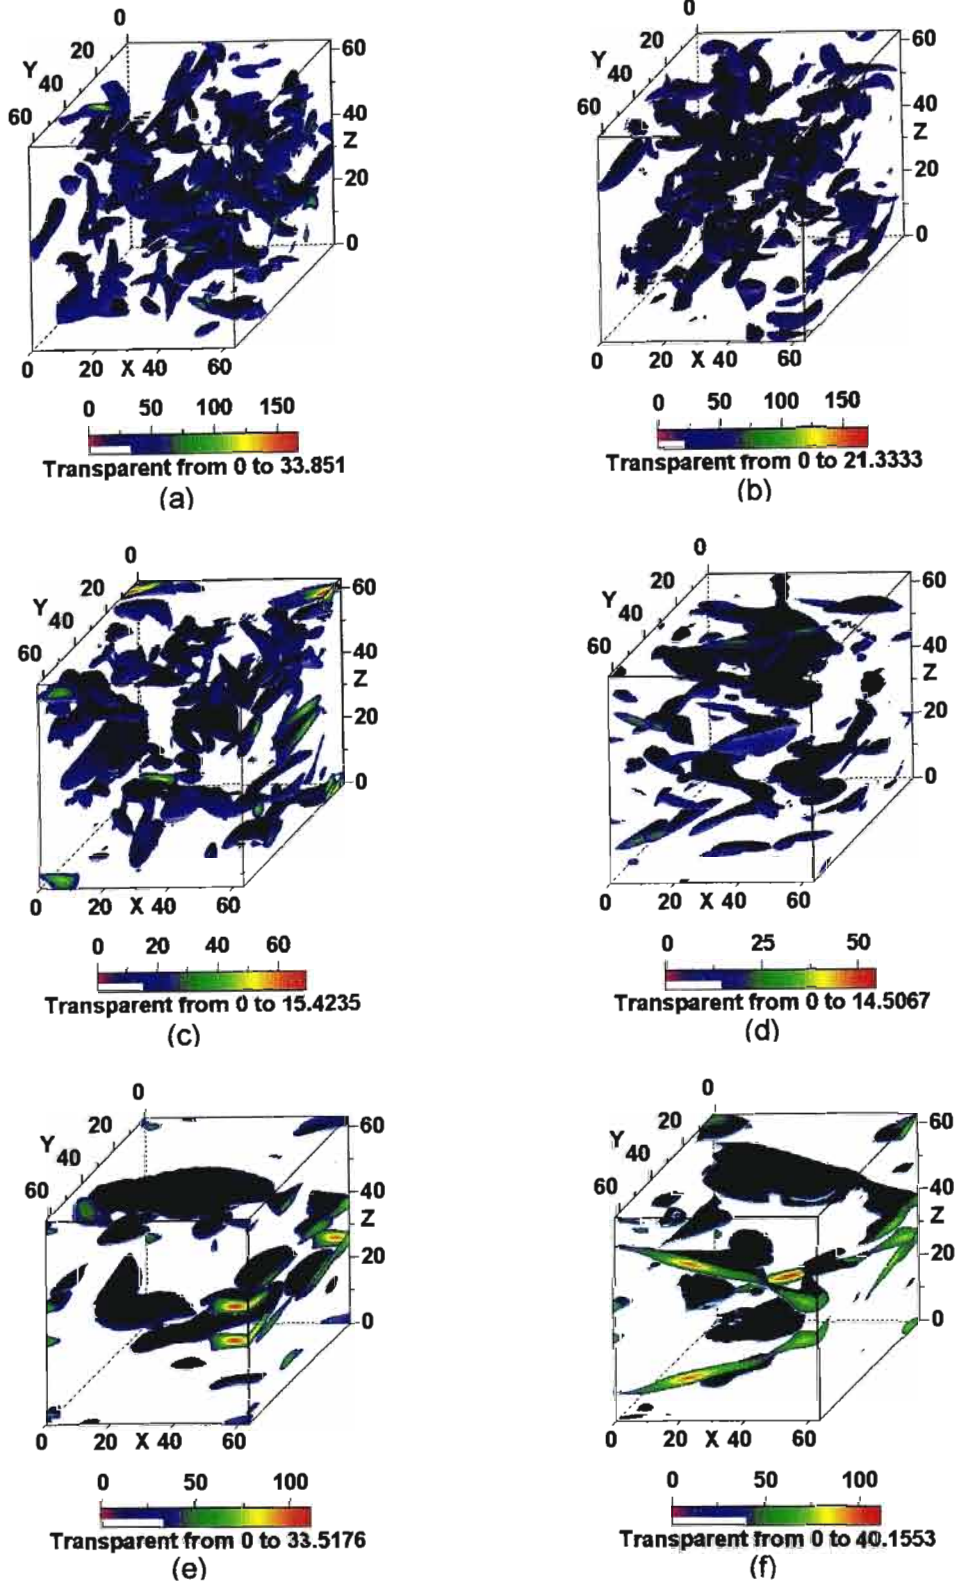 0
20
Y 40
60
60
40
Z
20
0
0 20 X 40 60
0 50 100 150
Transparent from 0 to 33.851
(a)
0
20
Y 40
60
60
40
Z
20
0
0 20 X 40 60
0 50 100 150
Transparent from 0 to 21.3333
(b)
0
20
Y 40
60
60
40
Z
20
0
0 20 X 40 60
0 20 40 60
Transparent from 0 to 15.4235
(c)
0
20
Y 40
60
60
40
Z
20
0
0 20 X 40 60
0 25 50
Transparent from 0 to 14.5067
(d)
0
20
Y 40
60
60
40
Z
20
0
0 20 X 40 60
0 50 100
Transparent from 0 to 33.5176
(e)
0
20
Y 40
60
60
40
Z
20
0
0 20 X 40 60
0 50 100
Transparent from 0 to 40.1553
(f)